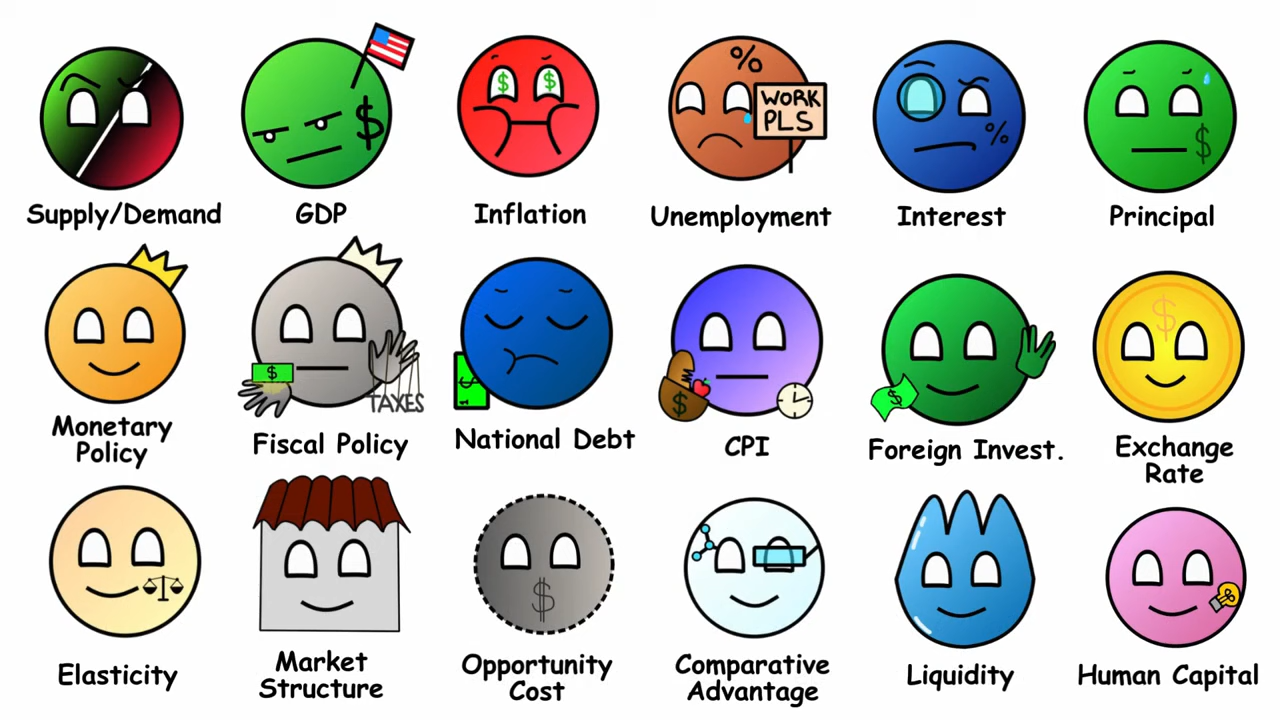 %
WORK
PLS
$
$ $
%
$
Supply/Demand
GDP
Inflation
Unemployment
Interest
Principal
$
$
TAXES
$
$
$
Monetary
Policy
Fiscal Policy
National Debt
CPI
Foreign Invest.
Exchange
Rate
$
Elasticity
Market
Structure
Opportunity
Cost
Comparative
Advantage
Liquidity
Human Capital